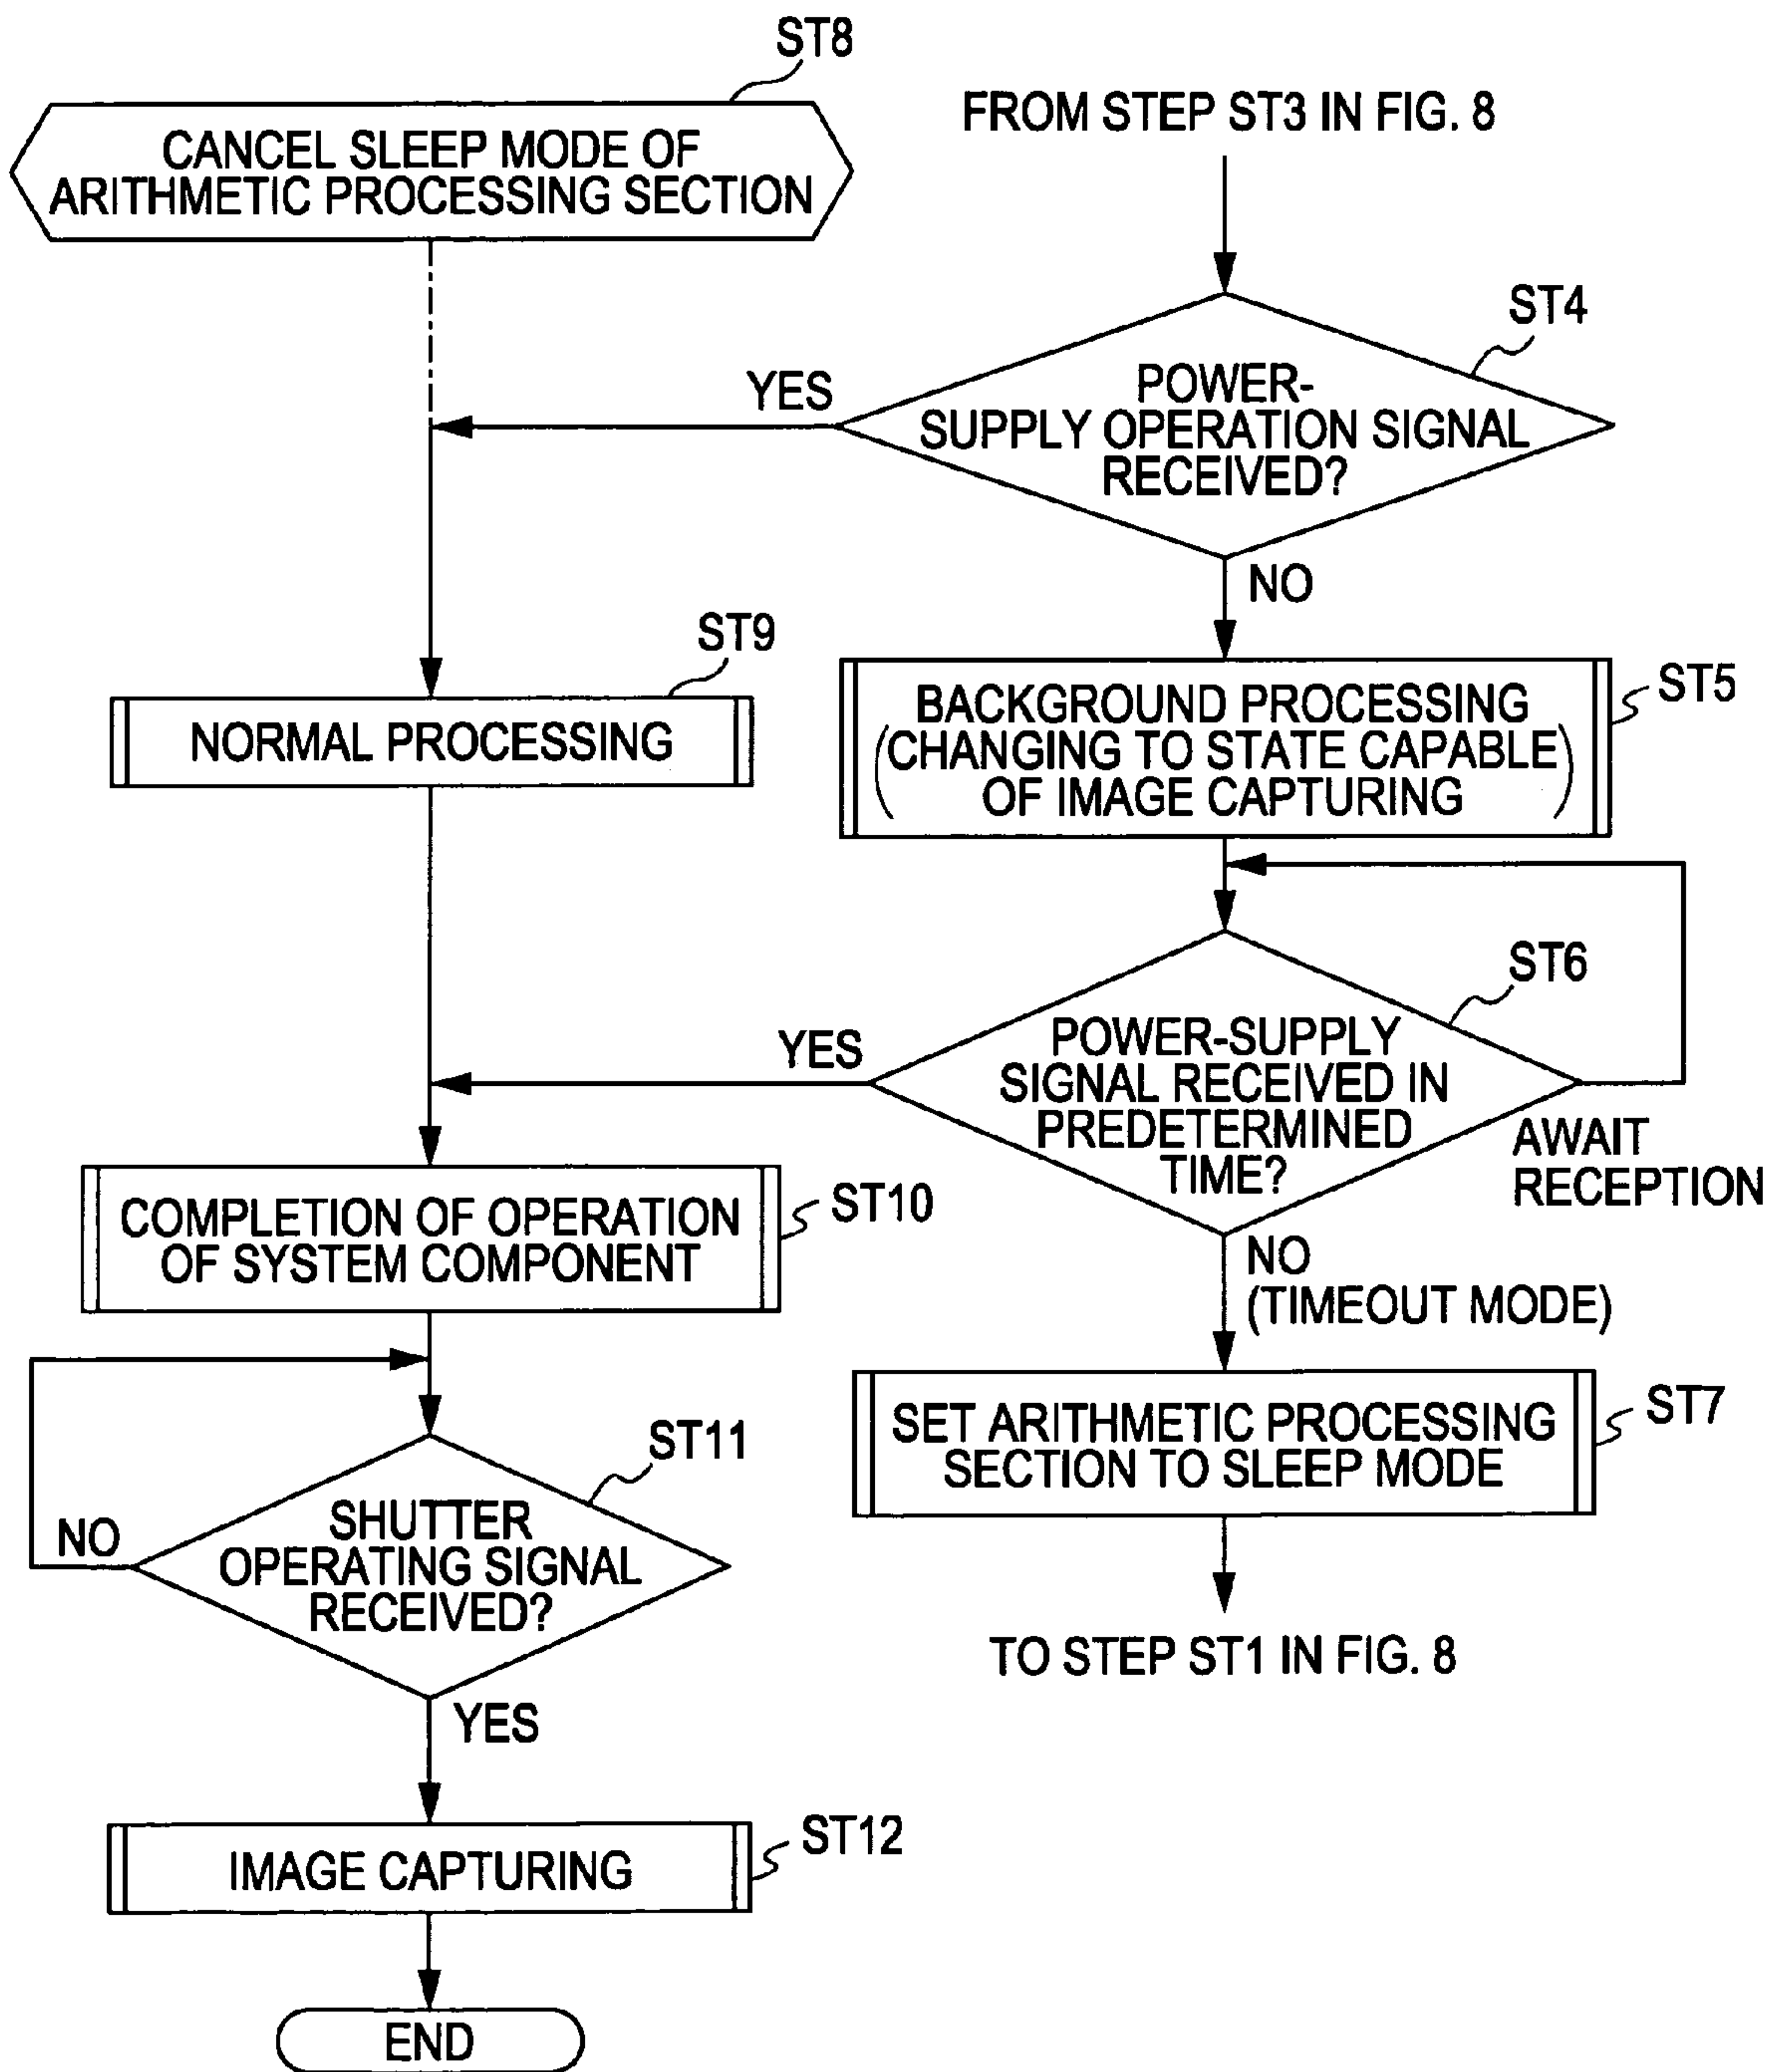 ST8
CANCEL SLEEP MODE OF
ARITHMETIC PROCESSING SECTION
FROM STEP ST3 IN FIG. 8
ST4
POWER-
SUPPLY OPERATION SIGNAL
RECEIVED?
YES
NO
ST9
NORMAL PROCESSING
ST5
BACKGROUND PROCESSING
(CHANGING TO STATE CAPABLE
OF IMAGE CAPTURING)
ST6
POWER-SUPPLY
SIGNAL RECEIVED IN
PREDETERMINED
TIME?
YES
AWAIT
RECEPTION
NO
(TIMEOUT MODE)
ST10
COMPLETION OF OPERATION
OF SYSTEM COMPONENT
ST7
SET ARITHMETIC PROCESSING
SECTION TO SLEEP MODE
TO STEP ST1 IN FIG. 8
ST11
SHUTTER
OPERATING SIGNAL
RECEIVED?
NO
YES
ST12
IMAGE CAPTURING
END